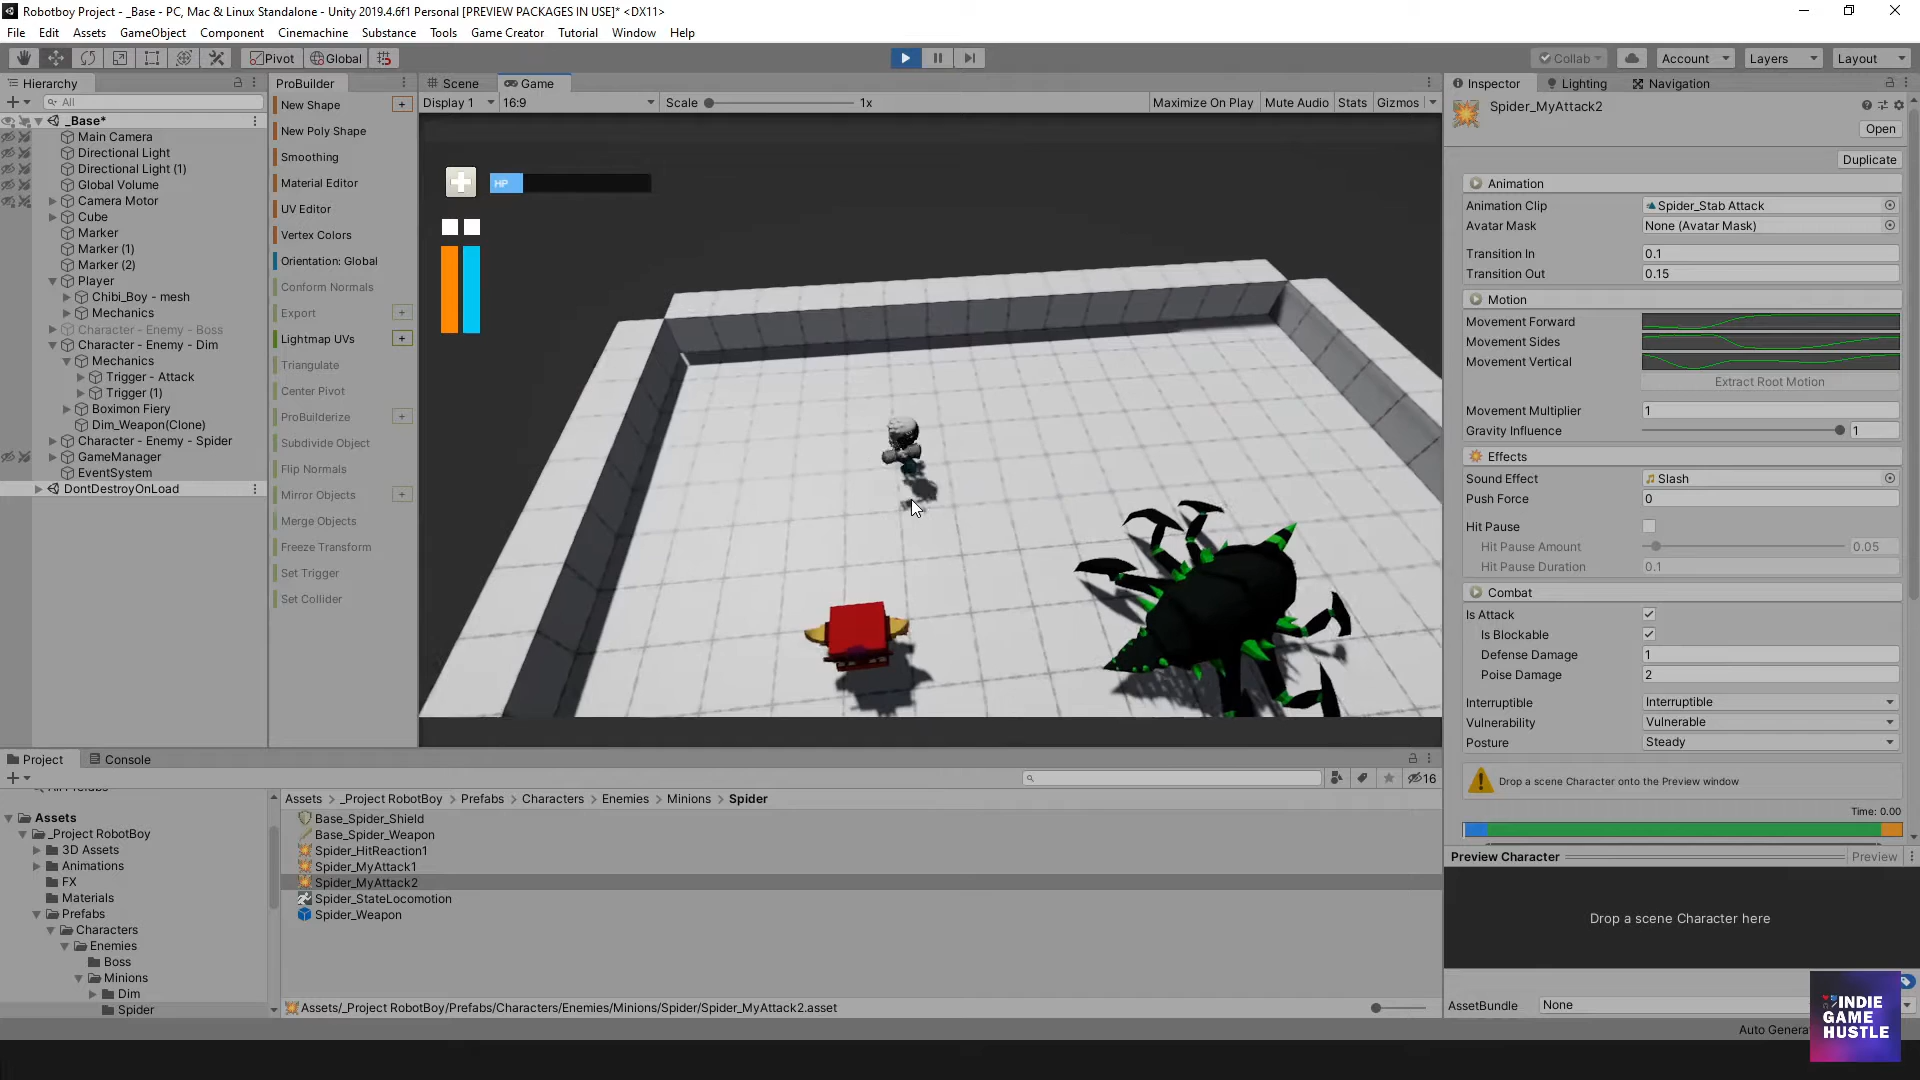 Robotboy Project - _Base - PC, Mac & Linux Standalone - Unity 2019.4.6f1 Personal [PREVIEW PACKAGES IN USE]* <DX11>
File Edit Assets GameObject Component Cinemachine Substance Tools Game Creator Tutorial Window Help
Pivot Global Collab Account Layers Layout
Hierarchy
All
_Base*
Main Camera
Directional Light
Directional Light (1)
Global Volume
Camera Motor
Cube
Marker
Marker (1)
Marker (2)
Player
Chibi_Boy - mesh
Mechanics
Character - Enemy - Boss
Character - Enemy - Dim
Mechanics
Trigger - Attack
Trigger (1)
Boximon Fiery
Dim_Weapon(Clone)
Character - Enemy - Spider
GameManager
EventSystem
DontDestroyOnLoad
ProBuilder
New Shape
New Poly Shape
Smoothing
Material Editor
UV Editor
Vertex Colors
Orientation: Global
Conform Normals
Export
Lightmap UVs
Triangulate
Center Pivot
ProBuilderize
Subdivide Object
Flip Normals
Mirror Objects
Merge Objects
Freeze Transform
Set Trigger
Set Collider
Scene Game
Display 1 16:9 Scale 1x Maximize On Play Mute Audio Stats Gizmos
HP
Inspector Lighting Navigation
Spider_MyAttack2
Open
Duplicate
Animation
Animation Clip Spider_Stab Attack
Avatar Mask None (Avatar Mask)
Transition In 0.1
Transition Out 0.15
Motion
Movement Forward
Movement Sides
Movement Vertical
Extract Root Motion
Movement Multiplier 1
Gravity Influence 1
Effects
Sound Effect Slash
Push Force 0
Hit Pause
Hit Pause Amount 0.05
Hit Pause Duration 0.1
Combat
Is Attack
Is Blockable
Defense Damage 1
Poise Damage 2
Interruptible Interruptible
Vulnerability Vulnerable
Posture Steady
Drop a scene Character onto the Preview window
Time: 0.00
Preview Character Preview
Drop a scene Character here
AssetBundle None
Project Console
16
Assets
_Project RobotBoy
3D Assets
Animations
FX
Materials
Prefabs
Characters
Enemies
Boss
Minions
Dim
Spider
Assets > _Project RobotBoy > Prefabs > Characters > Enemies > Minions > Spider
Base_Spider_Shield
Base_Spider_Weapon
Spider_HitReaction1
Spider_MyAttack1
Spider_MyAttack2
Spider_StateLocomotion
Spider_Weapon
Assets/_Project RobotBoy/Prefabs/Characters/Enemies/Minions/Spider/Spider_MyAttack2.asset
INDIE
GAME
HUSTLE